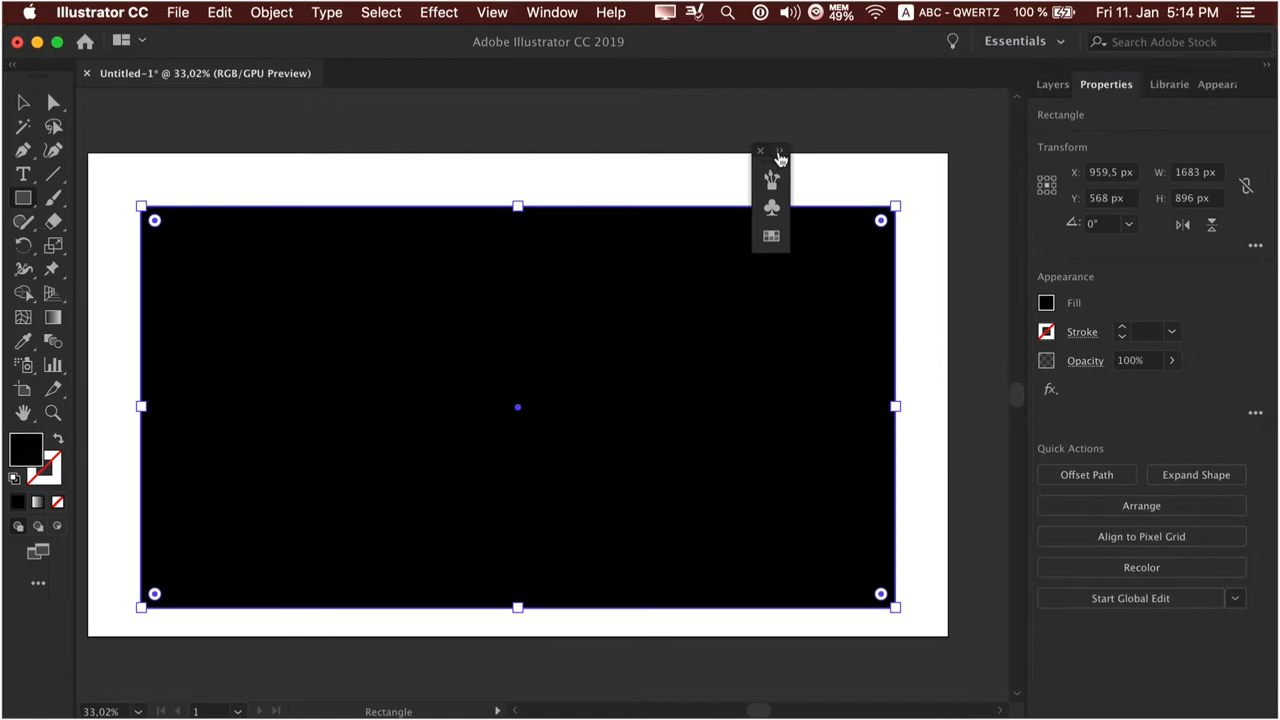 Illustrator CC File Edit Object Type Select Effect View Window Help MEM 49% A ABC - QWERTZ 100 % Fri 11. Jan 5:14 PM
Adobe Illustrator CC 2019 Essentials Search Adobe Stock
Untitled-1* @ 33,02% (RGB/GPU Preview)
Layers Properties Librarie Appeara
Rectangle
Transform
X: 959,5 px W: 1683 px
Y: 568 px H: 896 px
0°
Appearance
Fill
Stroke
Opacity 100%
fx.
Quick Actions
Offset Path Expand Shape
Arrange
Align to Pixel Grid
Recolor
Start Global Edit
33,02% 1 Rectangle